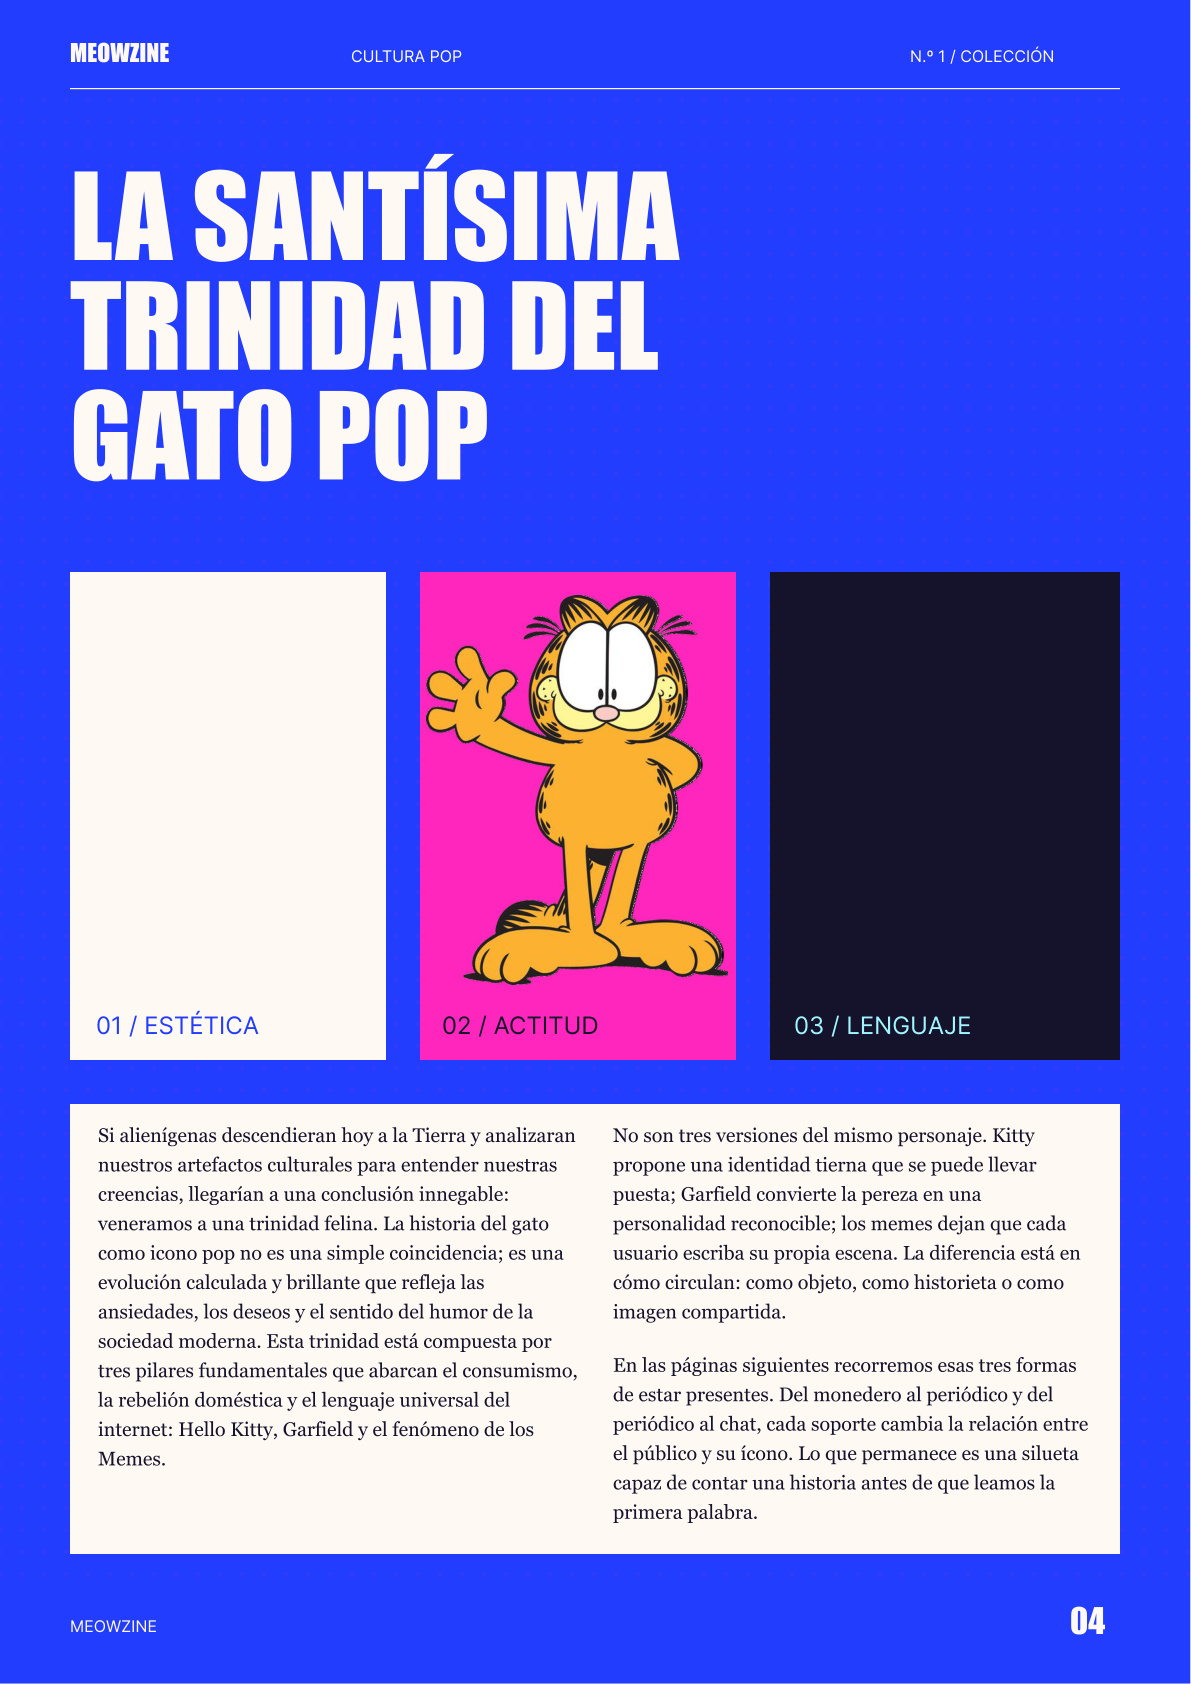 MEOWZINE
CULTURA POP
N.º 1 / COLECCIÓN
LA SANTÍSIMA
TRINIDAD DEL
GATO POP
01 / ESTÉTICA
02 / ACTITUD
03 / LENGUAJE
Si alienígenas descendieran hoy a la Tierra y analizaran
nuestros artefactos culturales para entender nuestras
creencias, llegarían a una conclusión innegable:
veneramos a una trinidad felina. La historia del gato
como icono pop no es una simple coincidencia; es una
evolución calculada y brillante que refleja las
ansiedades, los deseos y el sentido del humor de la
sociedad moderna. Esta trinidad está compuesta por
tres pilares fundamentales que abarcan el consumismo,
la rebelión doméstica y el lenguaje universal del
internet: Hello Kitty, Garfield y el fenómeno de los
Memes.
No son tres versiones del mismo personaje. Kitty
propone una identidad tierna que se puede llevar
puesta; Garfield convierte la pereza en una
personalidad reconocible; los memes dejan que cada
usuario escriba su propia escena. La diferencia está en
cómo circulan: como objeto, como historieta o como
imagen compartida.
En las páginas siguientes recorremos esas tres formas
de estar presentes. Del monedero al periódico y del
periódico al chat, cada soporte cambia la relación entre
el público y su ícono. Lo que permanece es una silueta
capaz de contar una historia antes de que leamos la
primera palabra.
MEOWZINE
04